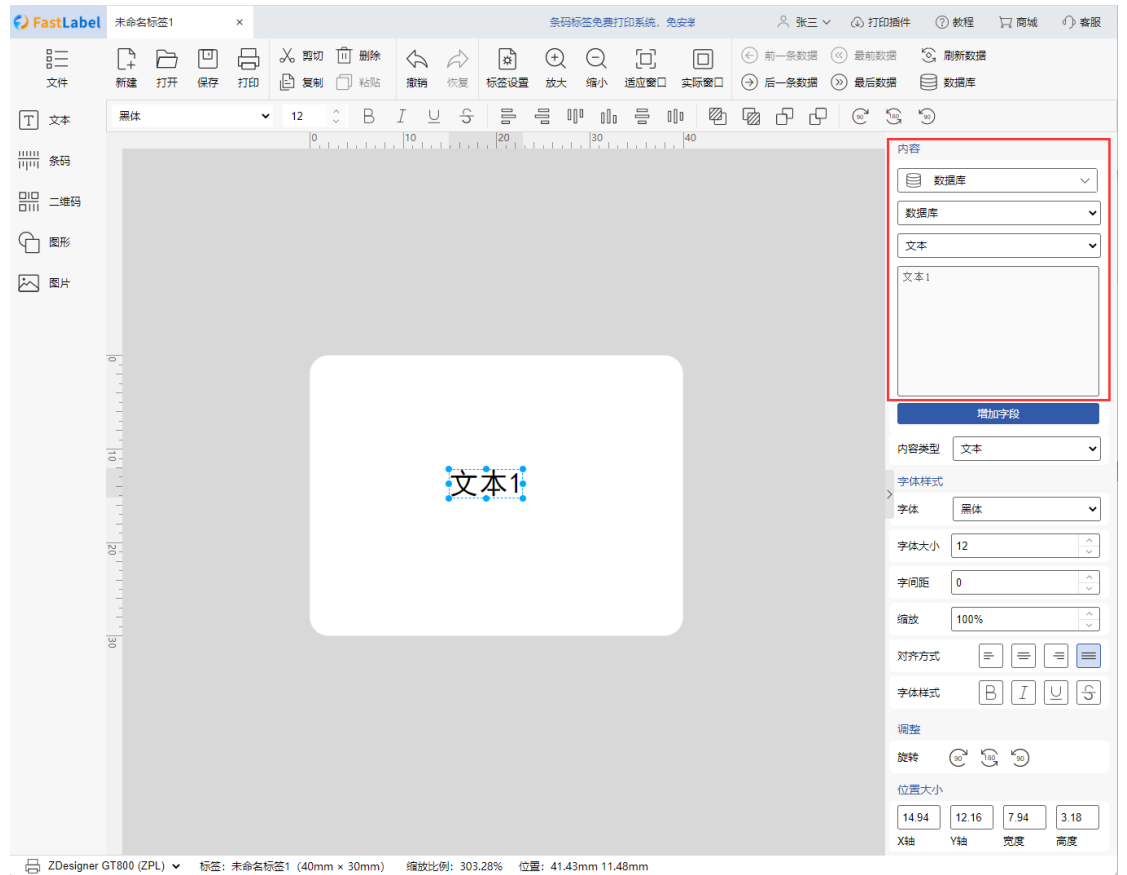 FastLabel 未命名标签1 × 条码标签免费打印系统，免安装 张三 打印插件 教程 商城 客服
文件 新建 打开 保存 打印 剪切 复制 删除 粘贴 撤销 恢复 标签设置 放大 缩小 适应窗口 实际窗口 前一条数据 后一条数据 最前数据 最后数据 刷新数据 数据库
黑体 12 B I U S 90 180 90
文本
条码
二维码
图形
图片
0 10 20 30 40
0
10
20
30
文本1
内容
数据库
数据库
文本
文本1
增加字段
内容类型 文本
字体样式
字体 黑体
字体大小 12
字间距 0
缩放 100%
对齐方式
字体样式 B I U S
调整
旋转 90 180 90
位置大小
14.94 12.16 7.94 3.18
X轴 Y轴 宽度 高度
ZDesigner GT800 (ZPL) 标签：未命名标签1（40mm × 30mm） 缩放比例：303.28% 位置：41.43mm 11.48mm